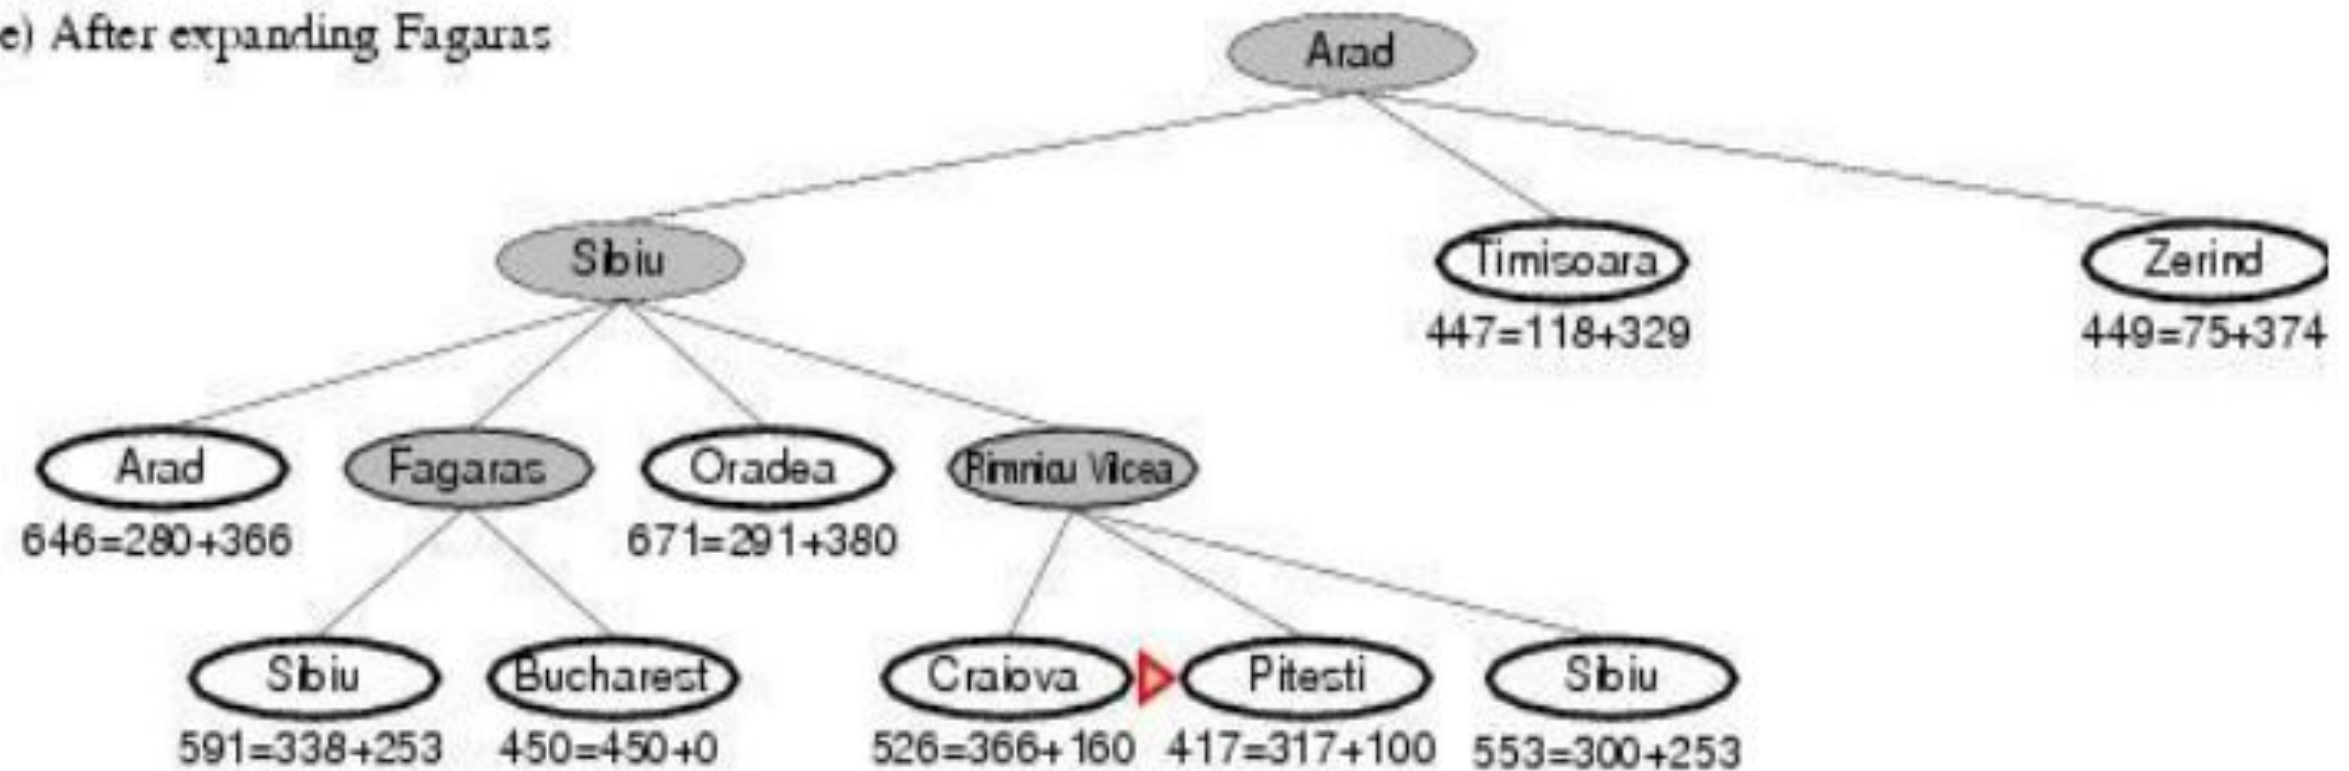 e) After expanding Fagaras
Arad
Sibiu
Timisoara
Zerind
447=118+329
449=75+374
Arad
Fagaras
Oradea
Rimnicu Vilcea
646=280+366
671=291+380
Sibiu
Bucharest
Craiova
Pitesti
Sibiu
591=338+253
450=450+0
526=366+160
417=317+100
553=300+253